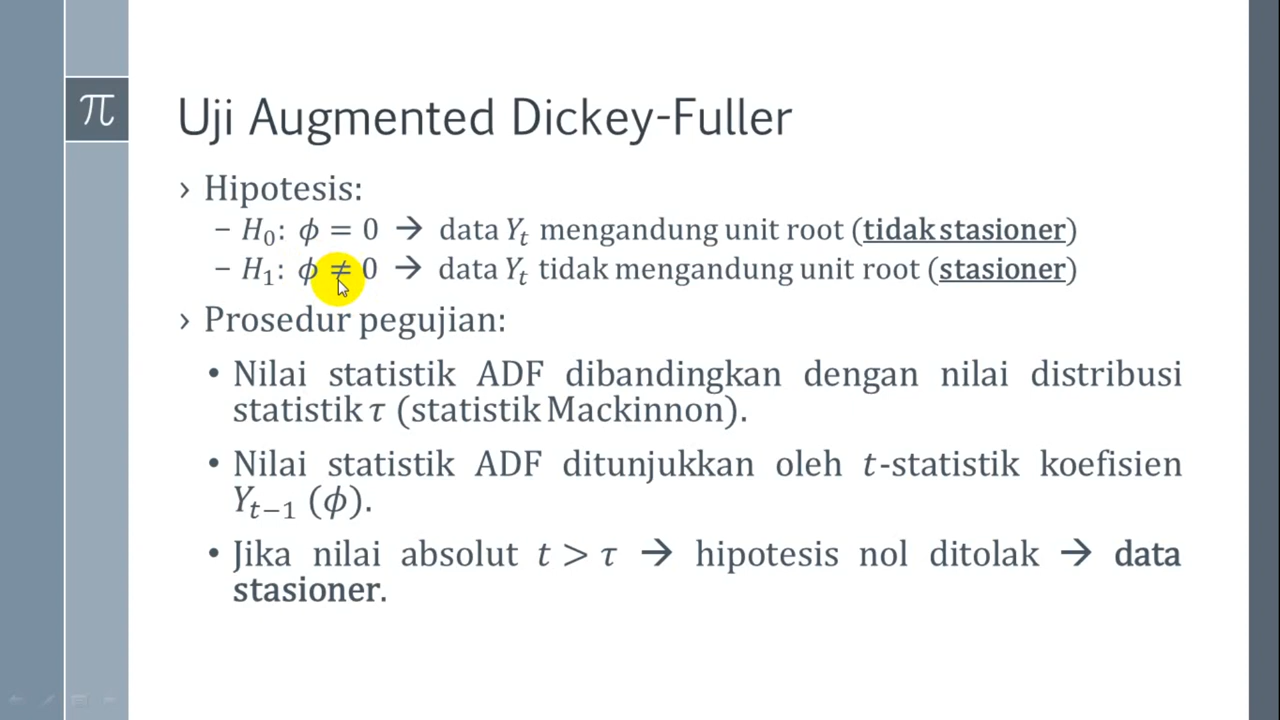 π
Uji Augmented Dickey-Fuller
› Hipotesis:
– H₀: ϕ = 0 → data Yₜ mengandung unit root (tidak stasioner)
– H₁: ϕ ≠ 0 → data Yₜ tidak mengandung unit root (stasioner)
› Prosedur pegujian:
• Nilai statistik ADF dibandingkan dengan nilai distribusi
statistik τ (statistik Mackinnon).
• Nilai statistik ADF ditunjukkan oleh t-statistik koefisien
Yₜ₋₁ (ϕ).
• Jika nilai absolut t > τ → hipotesis nol ditolak → data
stasioner.